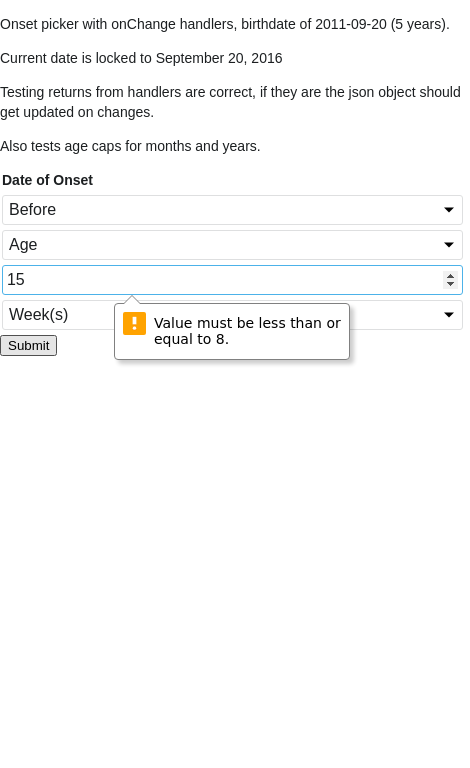 Onset picker with onChange handlers, birthdate of 2011-09-20 (5 years).
Current date is locked to September 20, 2016
Testing returns from handlers are correct, if they are the json object should
get updated on changes.
Also tests age caps for months and years.
Date of Onset
Before
Age
15
Week(s)
Value must be less than or
equal to 8.
Submit